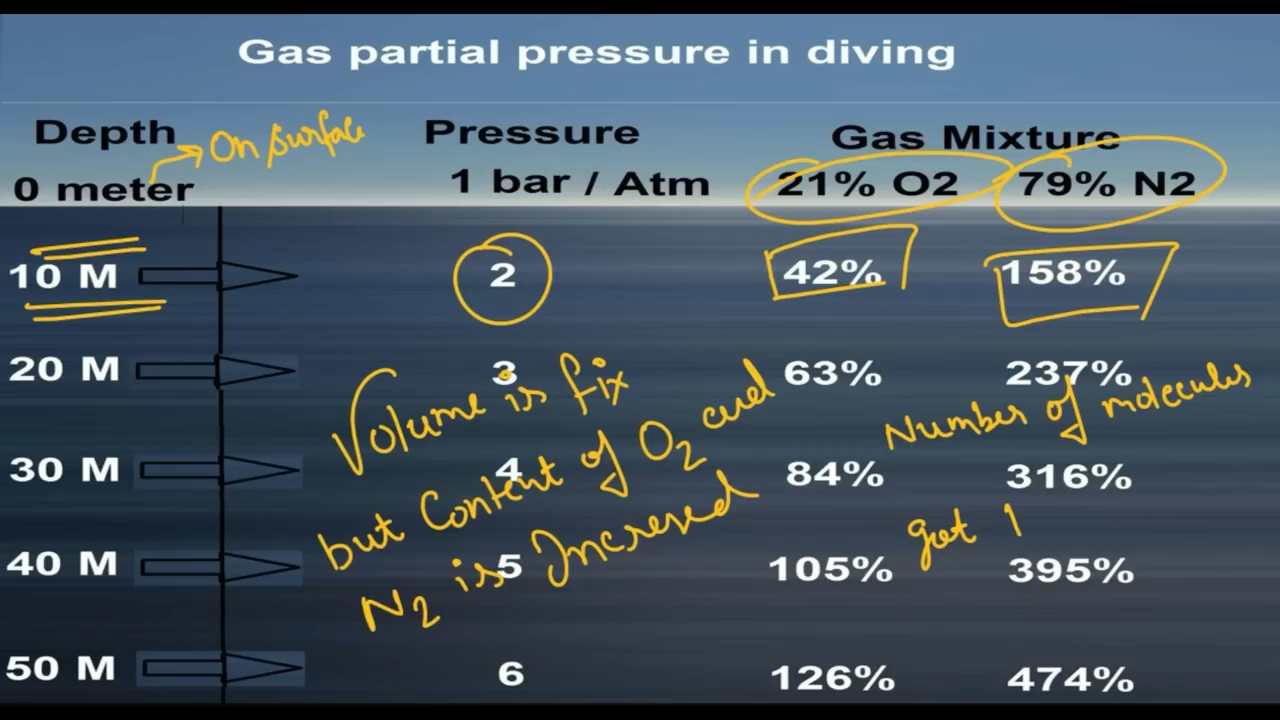 Gas partial pressure in diving
Depth Pressure Gas Mixture
On surface
0 meter 1 bar / Atm 21% O2 79% N2
10 M 2 42% 158%
20 M 3 63% 237%
30 M 4 84% 316%
40 M 5 105% 395%
50 M 6 126% 474%
Volume is fix
but Content of O2 and
N2 is Incresed
Number of molecules
got